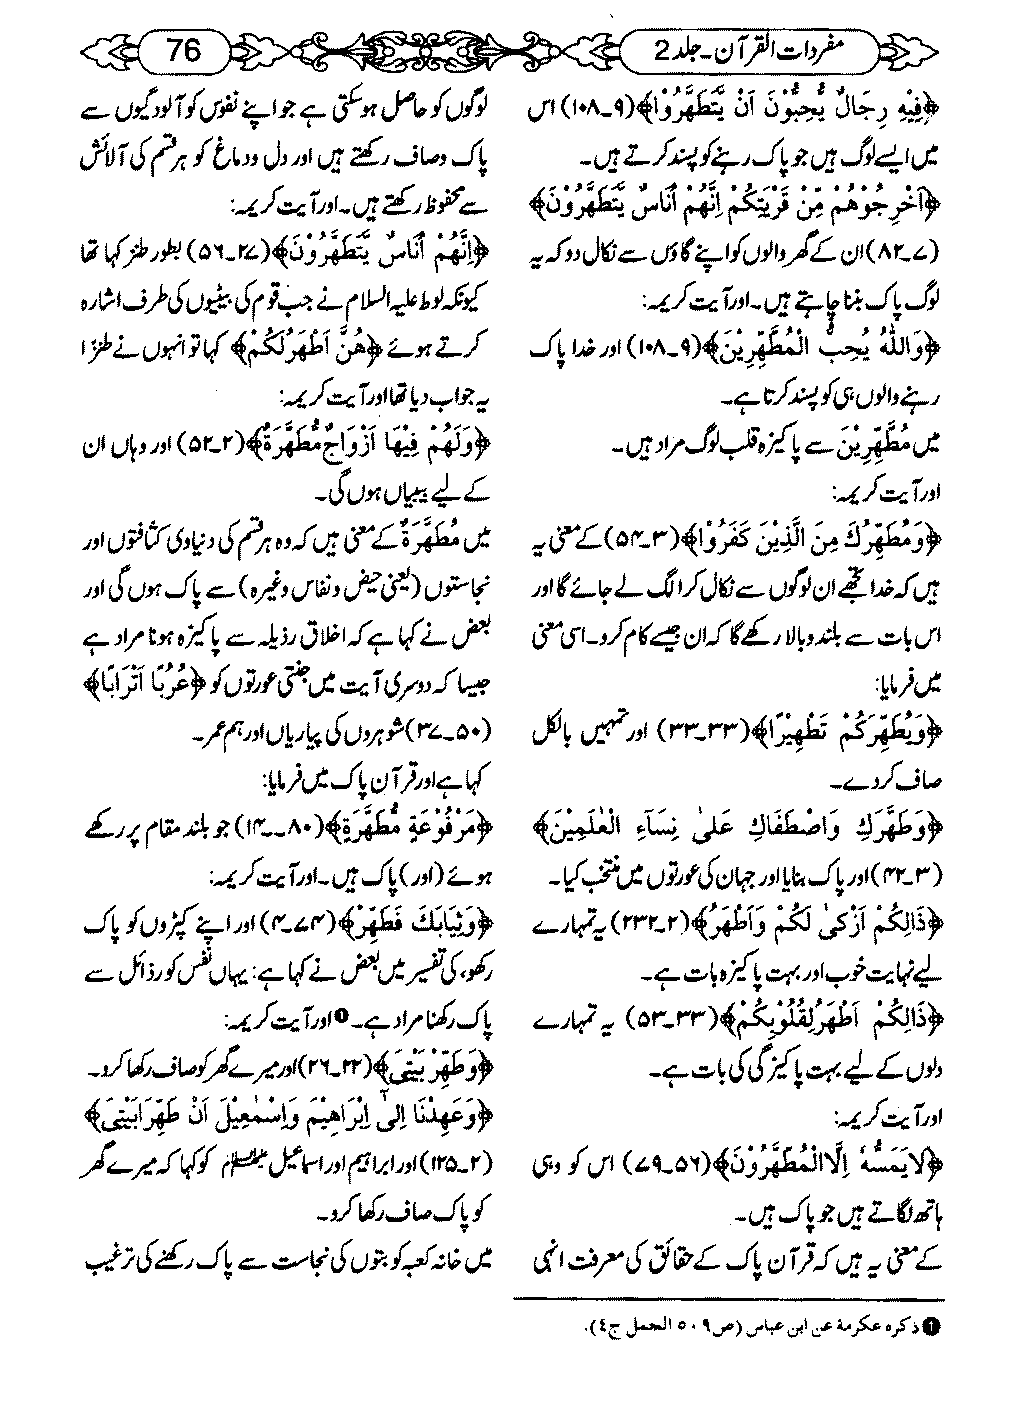 مفردات القرآن ۔ جلد 2
76
﴿فِیْهِ رِجَالٌ یُّحِبُّوْنَ اَنْ یَّتَطَهَّرُوْا﴾ (۹۔۱۰۸) اس
میں ایسے لوگ ہیں جو پاک رہنے کو پسند کرتے ہیں۔
﴿اَخْرِجُوْهُمْ مِّنْ قَرْیَتِكُمْ اِنَّهُمْ اُنَاسٌ یَّتَطَهَّرُوْنَ﴾
(۷۔۸۲) ان کے گھر والوں کو اپنے گاؤں سے نکال دو کہ یہ
لوگ پاک بننا چاہتے ہیں۔ اور آیت کریمہ:
﴿وَاللّٰهُ یُحِبُّ الْمُطَّهِّرِیْنَ﴾ (۹۔۱۰۸) اور خدا پاک
رہنے والوں ہی کو پسند کرتا ہے۔
میں مُطَّهِّرِیْنَ سے پاکیزہ قلب لوگ مراد ہیں۔
اور آیت کریمہ:
﴿وَمُطَهِّرُكَ مِنَ الَّذِیْنَ كَفَرُوْا﴾ (۳۔۵۴) کے معنی یہ
ہیں کہ خدا تجھے ان لوگوں سے نکال کر الگ لے جائے گا اور
اس بات سے بلند و بالا رکھے گا کہ ان جیسے کام کرو۔ اسی معنی
میں فرمایا:
﴿وَیُطَهِّرَكُمْ تَطْهِیْرًا﴾ (۳۳۔۳۳) اور تمہیں بالکل
صاف کردے۔
﴿وَطَهَّرَكِ وَاصْطَفَاكِ عَلٰی نِسَآءِ الْعٰلَمِیْنَ﴾
(۳۔۴۲) اور پاک بنایا اور جہان کی عورتوں میں منتخب کیا۔
﴿ذَالِكُمْ اَزْكٰی لَكُمْ وَاَطْهَرُ﴾ (۲۔۲۳۲) یہ تمہارے
لیے نہایت خوب اور بہت پاکیزہ بات ہے۔
﴿ذَالِكُمْ اَطْهَرُ لِقُلُوْبِكُمْ﴾ (۳۳۔۵۳) یہ تمہارے
دلوں کے لیے بہت پاکیزگی کی بات ہے۔
اور آیت کریمہ:
﴿لَا یَمَسُّهٗ اِلَّا الْمُطَهَّرُوْنَ﴾ (۵۶۔۷۹) اس کو وہی
ہاتھ لگاتے ہیں جو پاک ہیں۔
کے معنی یہ ہیں کہ قرآن پاک کے حقائق کی معرفت انہی
لوگوں کو حاصل ہوسکتی ہے جو اپنے نفوس کو آلودگیوں سے
پاک و صاف رکھتے ہیں اور دل و دماغ کو ہر قسم کی آلائش
سے محفوظ رکھتے ہیں۔ اور آیت کریمہ:
﴿اِنَّهُمْ اُنَاسٌ یَّتَطَهَّرُوْنَ﴾ (۲۷۔۵۶) بطور طنز کہا تھا
کیونکہ لوط علیہ السلام نے جب قوم کی بیٹیوں کی طرف اشارہ
کرتے ہوئے ﴿هُنَّ اَطْهَرُ لَكُمْ﴾ کہا تو انہوں نے طنزًا
یہ جواب دیا تھا اور آیت کریمہ:
﴿وَلَهُمْ فِیْهَا اَزْوَاجٌ مُّطَهَّرَةٌ﴾ (۲۔۵۲) اور وہاں ان
کے لیے بیبیاں ہوں گی۔
میں مُطَهَّرَةٌ کے معنی ہیں کہ وہ ہر قسم کی دنیاوی کثافتوں اور
نجاستوں (یعنی حیض و نفاس وغیرہ) سے پاک ہوں گی اور
بعض نے کہا ہے کہ اخلاق رذیلہ سے پاکیزہ ہونا مراد ہے
جیسا کہ دوسری آیت میں جنتی عورتوں کو ﴿عُرُبًا اَتْرَابًا﴾
(۵۰۔۳۷) شوہروں کی پیاریاں اور ہم عمر۔
کہا ہے اور قرآن پاک میں فرمایا:
﴿مَرْفُوْعَةٍ مُّطَهَّرَةٍ﴾ (۸۰۔۔۱۴) جو بلند مقام پر رکھے
ہوئے (اور) پاک ہیں۔ اور آیت کریمہ:
﴿وَثِیَابَكَ فَطَهِّرْ﴾ (۷۴۔۴) اور اپنے کپڑوں کو پاک
رکھو، کی تفسیر میں بعض نے کہا ہے: یہاں نفس کو رذائل سے
پاک رکھنا مراد ہے۔❶ اور آیت کریمہ:
﴿وَطَهِّرْ بَیْتِیَ﴾ (۲۲۔۲۶) اور میرے گھر کو صاف رکھا کرو۔
﴿وَعَهِدْنَا اِلٰی اِبْرَاهِیْمَ وَاِسْمٰعِیْلَ اَنْ طَهِّرَا بَیْتِیَ﴾
(۲۔۱۲۵) اور ابراہیم اور اسماعیل علیہما السلام کو کہا کہ میرے گھر
کو پاک صاف رکھا کرو۔
میں خانہ کعبہ کو بتوں کی نجاست سے پاک رکھنے کی ترغیب
❶ ذكره عكرمة عن ابن عباس (ص ۵۰۹ الجمل ج٤).